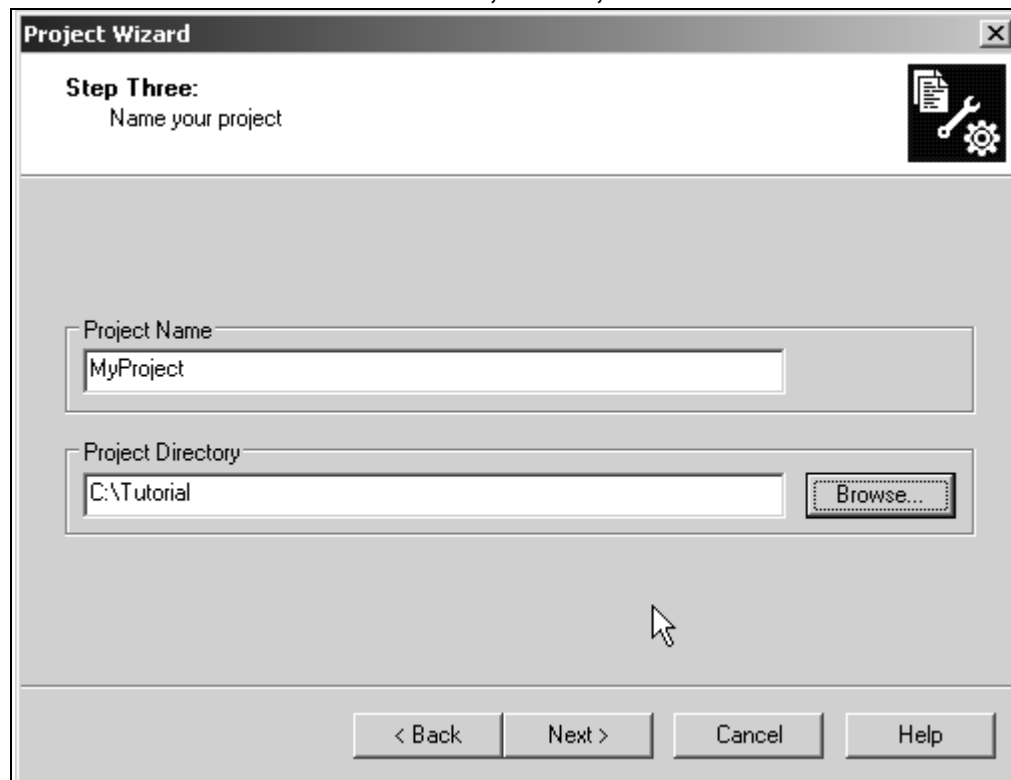 Project Wizard
Step Three:
Name your project
Project Name
MyProject
Project Directory
C:\Tutorial
Browse...
< Back
Next >
Cancel
Help